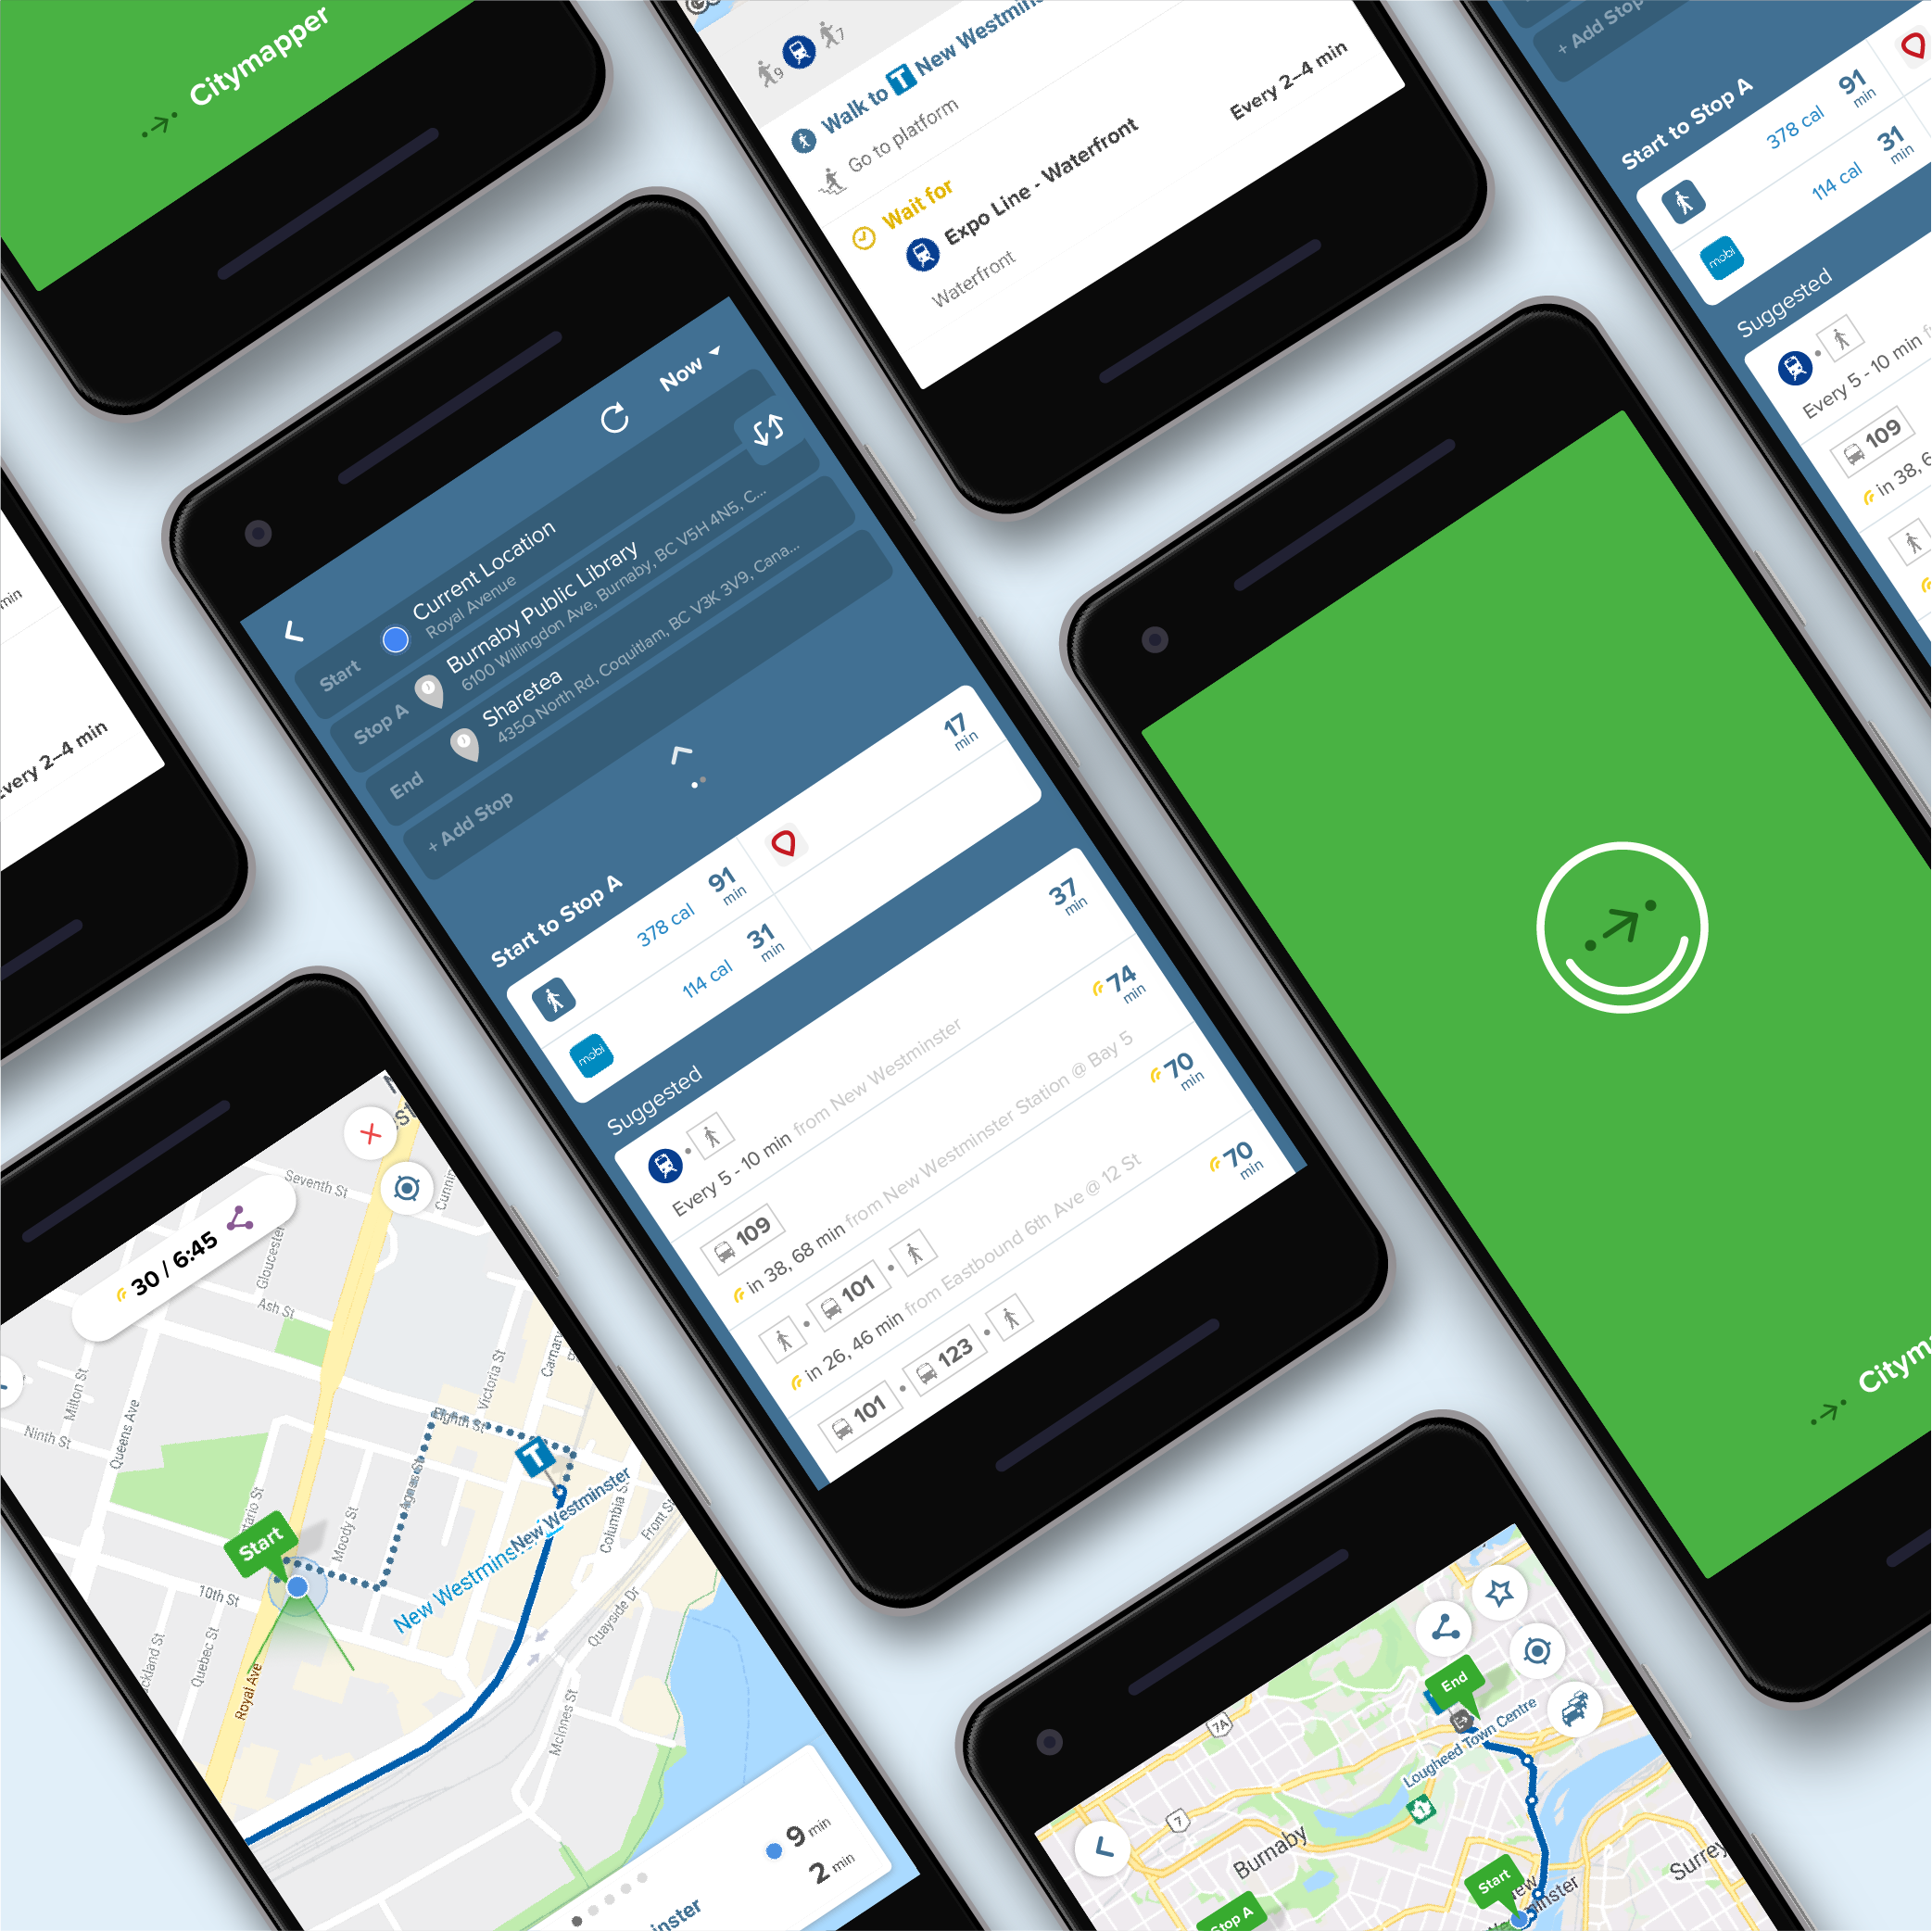 Citymapper
9
7
Walk to T New Westmin
Go to platform
Wait for
Expo Line - Waterfront
Every 2–4 min
Waterfront
+ Add Stop
Start to Stop A
378 cal
91
min
114 cal
31
min
mobi
Suggested
Every 5 - 10 min
109
in 38, 6
min
very 2–4 min
Now
Start
Current Location
Royal Avenue
Stop A
Burnaby Public Library
6100 Willingdon Ave, Burnaby, BC V5H 4N5, C...
End
Sharetea
435Q North Rd, Coquitlam, BC V3K 3V9, Cana...
+ Add Stop
Start to Stop A
378 cal
91
min
17
min
mobi
114 cal
31
min
Suggested
37
min
Every 5 - 10 min from New Westminster
74
min
109
in 38, 68 min from New Westminster Station @ Bay 5
70
min
101
in 26, 46 min from Eastbound 6th Ave @ 12 St
70
min
101
123
Citym
30 / 6:45
Seventh St
Gloucester
Cunnin
Ash St
Milton St
Queens Ave
Ninth St
Victoria St
Carnar
Eighth St
Agnes St
T
Start
tario St
Moody St
New Westminster
New Westminster
Columbia S
Front St
10th St
Quayside Dr
ckland St
Quebec St
Royal Ave
McInnes St
9 min
2 min
inster
End
7A
Lougheed Town Centre
1
7
Burnaby
Surrey
Start
New
minster
Stop A